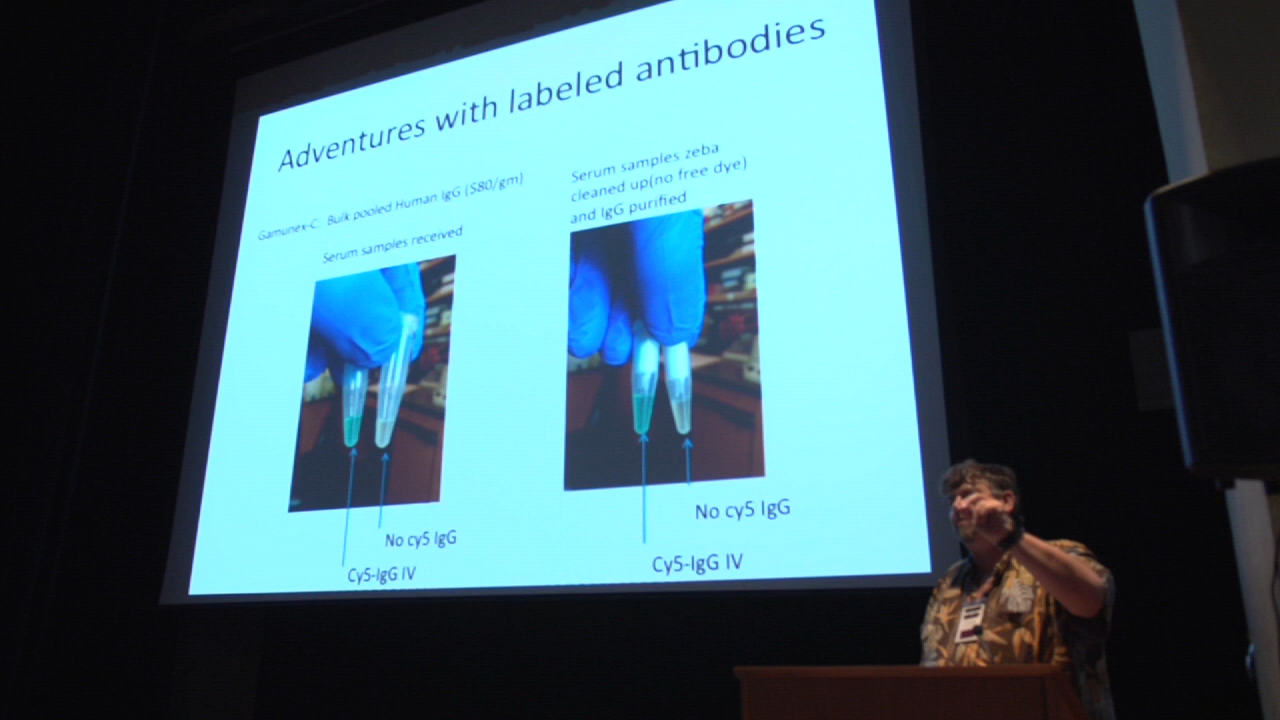 Adventures with labeled antibodies
Gamunex-C: Bulk pooled Human IgG ($80/gm)
Serum samples received
Serum samples zeba
cleaned up(no free dye)
and IgG purified
No cy5 IgG
Cy5-IgG IV
No cy5 IgG
Cy5-IgG IV